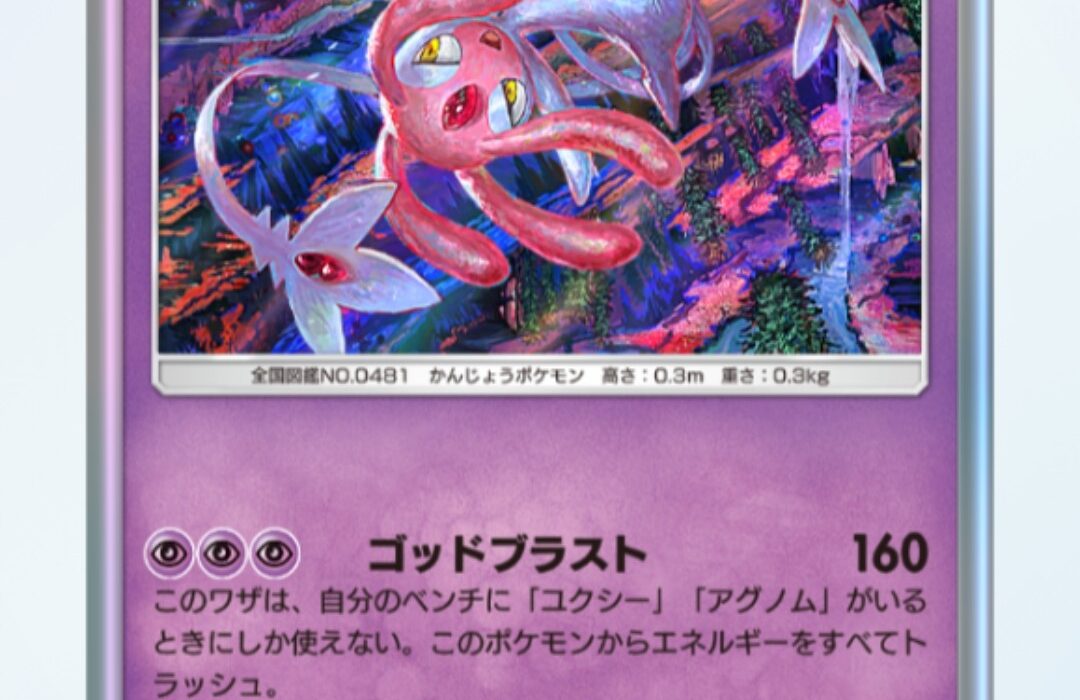 全国図鑑NO.0481 かんじょうポケモン 高さ：0.3m 重さ：0.3kg
ゴッドブラスト 160
このワザは、自分のベンチに「ユクシー」「アグノム」がいる
ときにしか使えない。このポケモンからエネルギーをすべてト
ラッシュ。